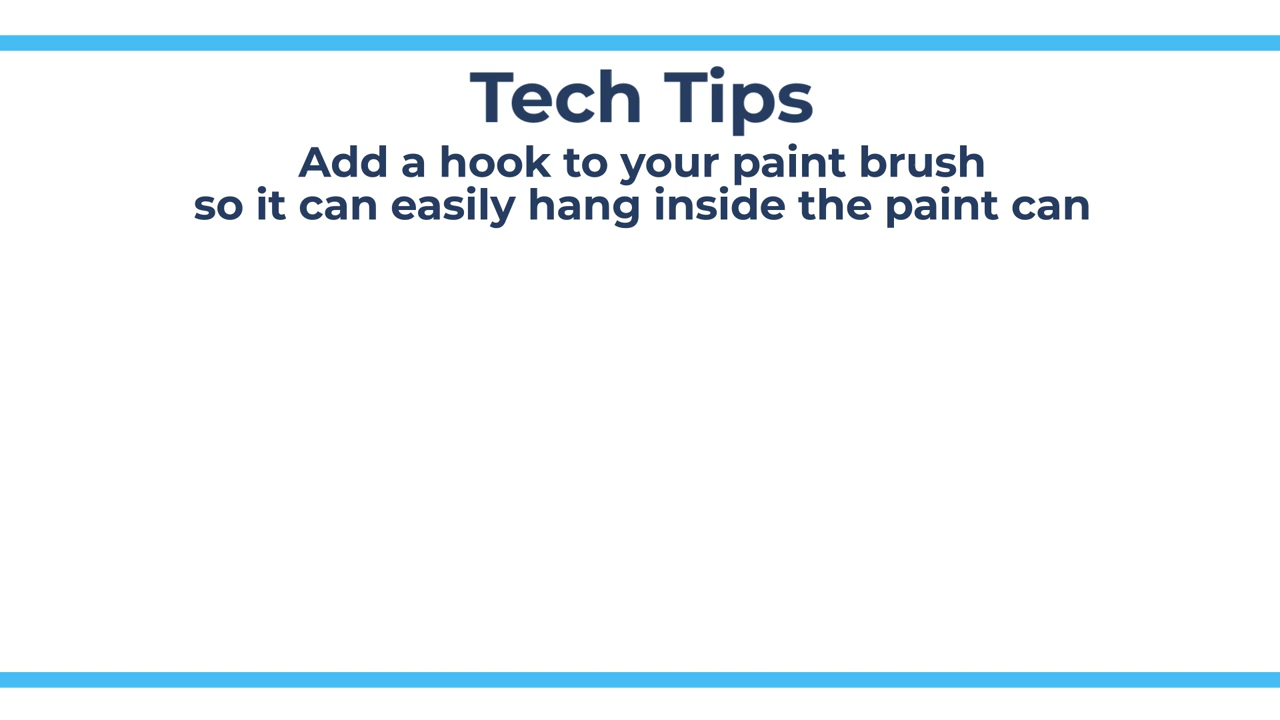 Tech Tips
Add a hook to your paint brush
so it can easily hang inside the paint can